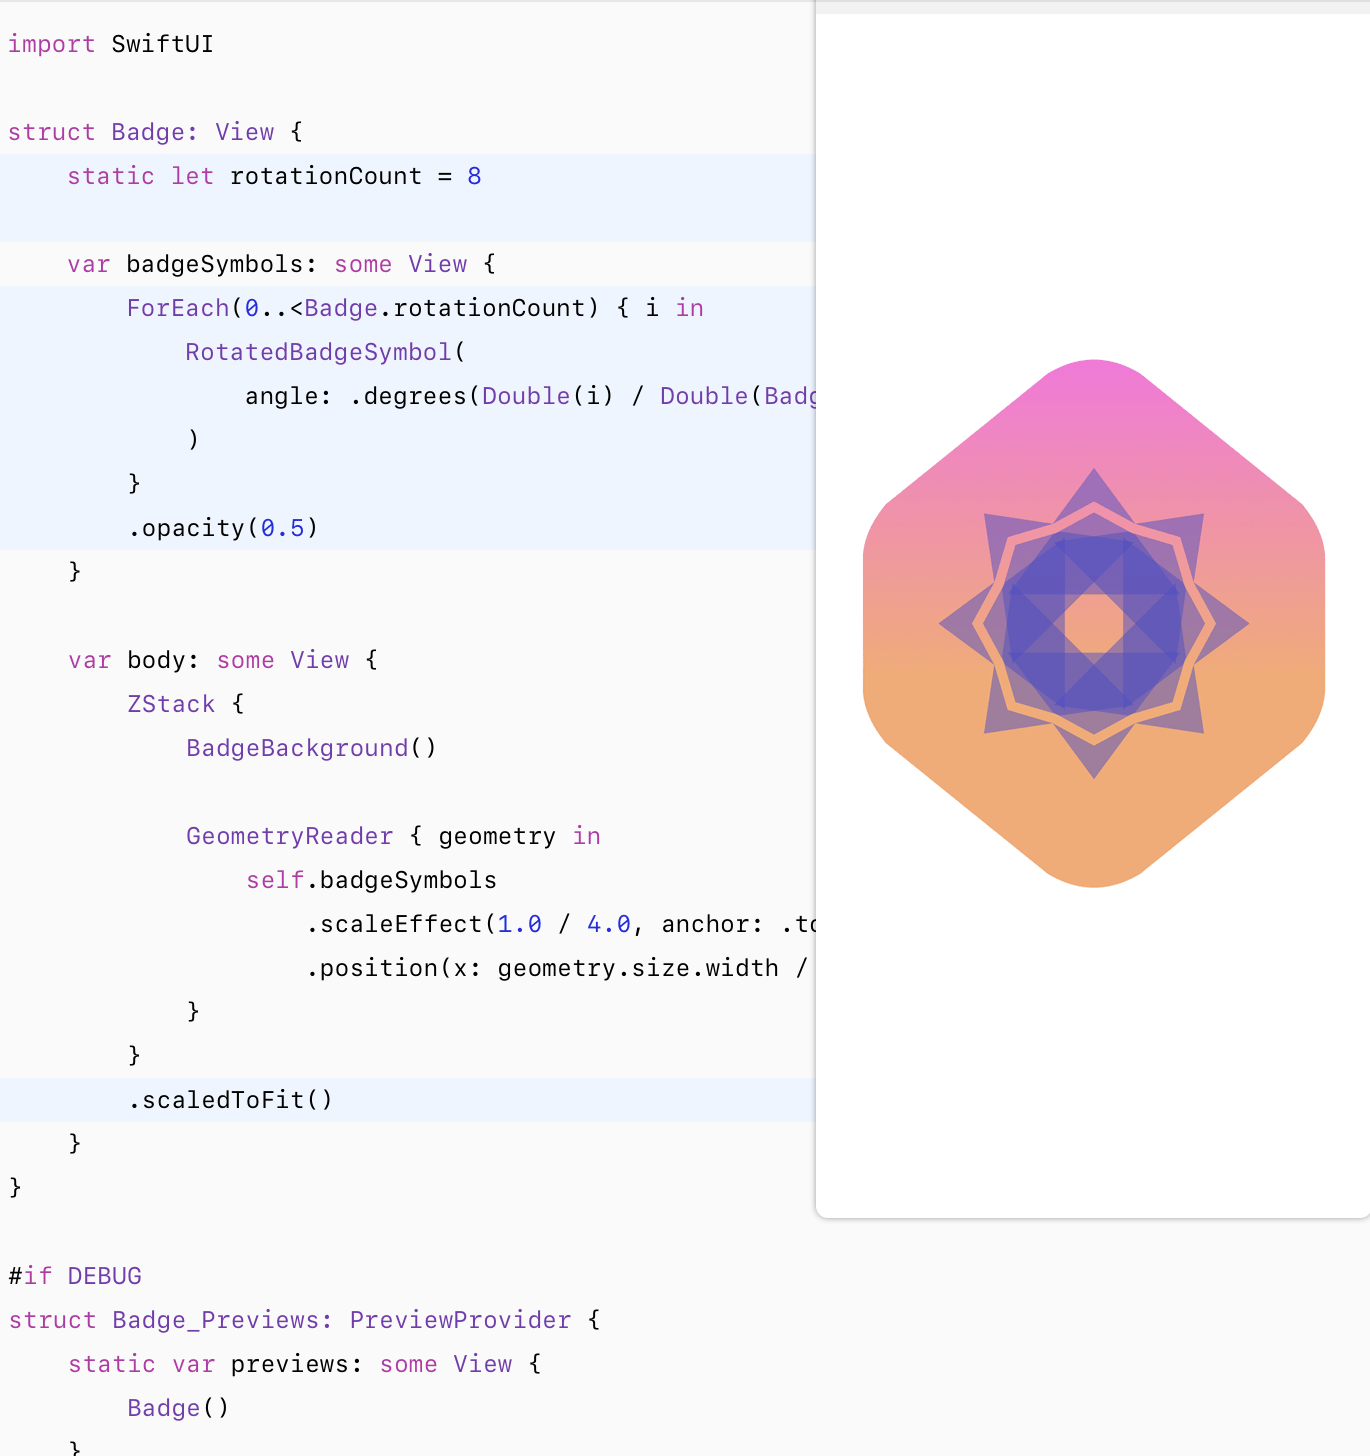 import SwiftUI
struct Badge: View {
static let rotationCount = 8
var badgeSymbols: some View {
ForEach(0..<Badge.rotationCount) { i in
RotatedBadgeSymbol(
angle: .degrees(Double(i) / Double(Badg
)
}
.opacity(0.5)
}
var body: some View {
ZStack {
BadgeBackground()
GeometryReader { geometry in
self.badgeSymbols
.scaleEffect(1.0 / 4.0, anchor: .to
.position(x: geometry.size.width /
}
}
.scaledToFit()
}
}
#if DEBUG
struct Badge_Previews: PreviewProvider {
static var previews: some View {
Badge()
}